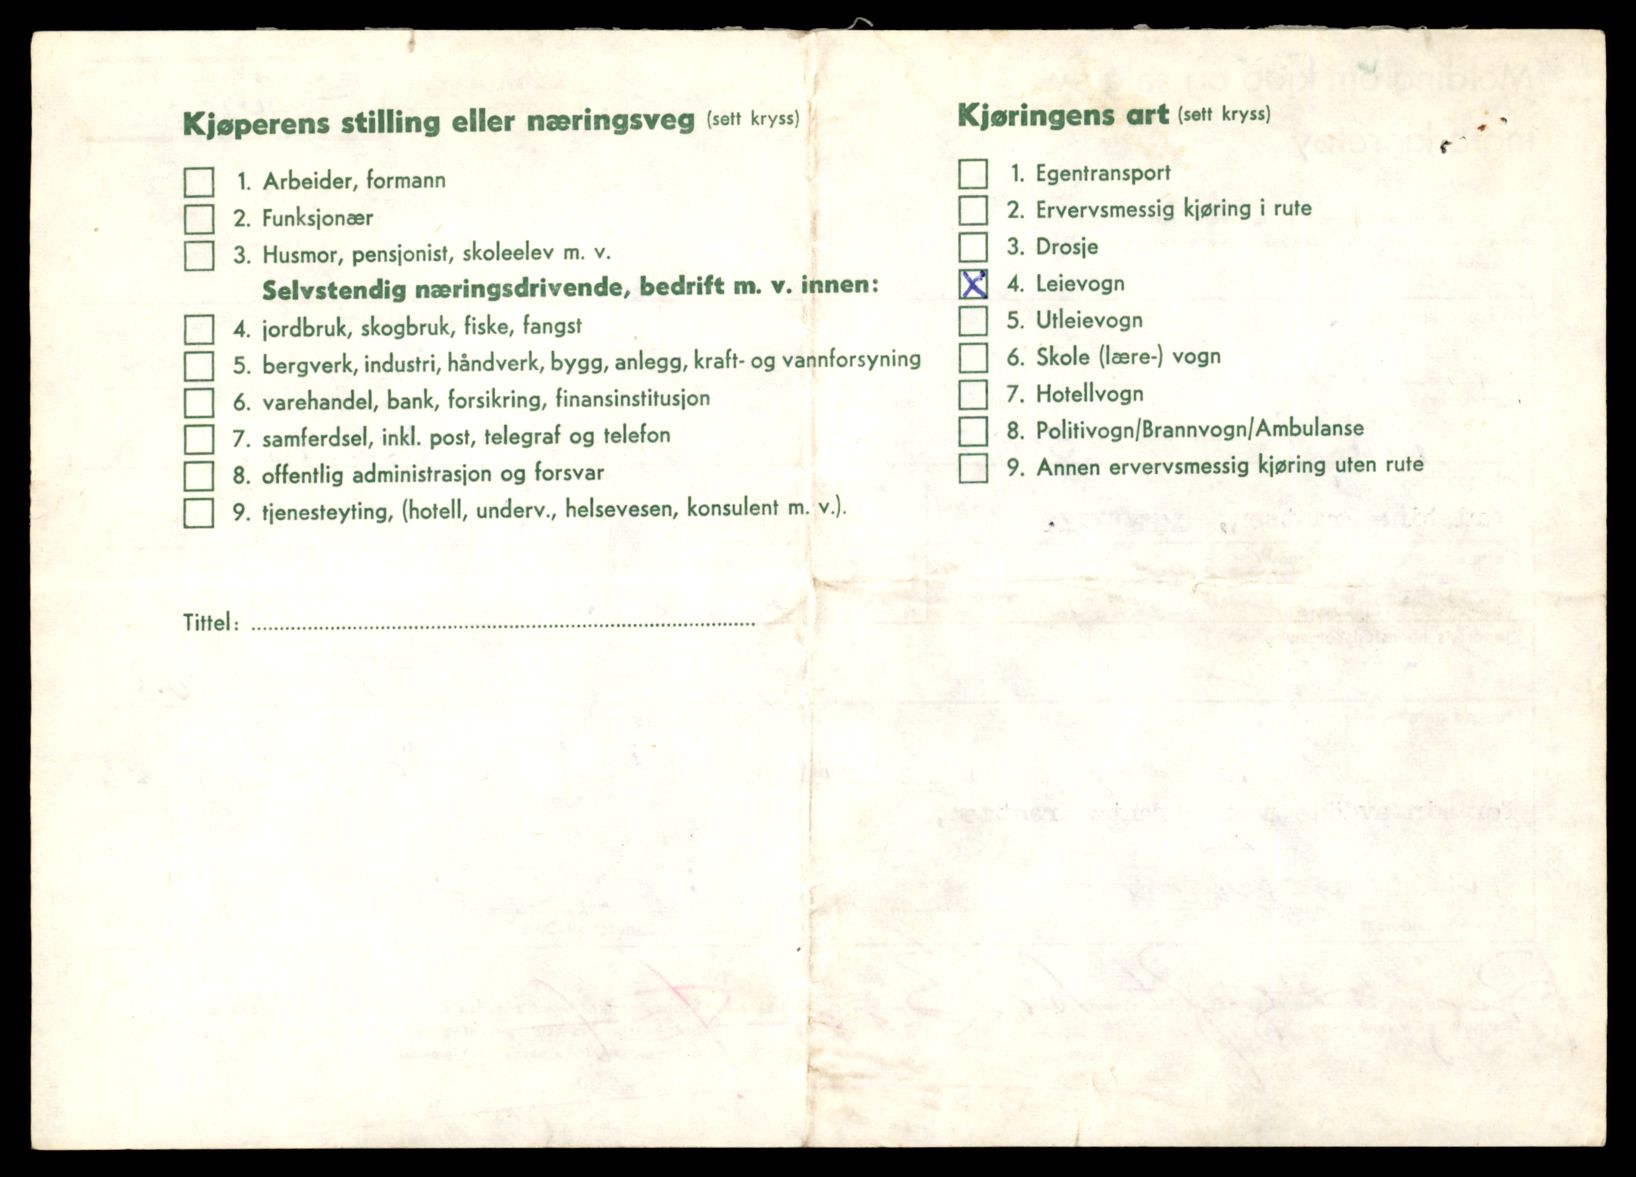 Kjøperens stilling eller næringsveg (sett kryss)
1. Arbeider, formann
2. Funksjonær
3. Husmor, pensjonist, skoleelev m. v.
Selvstendig næringsdrivende, bedrift m. v. innen:
4. jordbruk, skogbruk, fiske, fangst
5. bergverk, industri, håndverk, bygg, anlegg, kraft- og vannforsyning
6. varehandel, bank, forsikring, finansinstitusjon
7. samferdsel, inkl. post, telegraf og telefon
8. offentlig administrasjon og forsvar
9. tjenesteyting, (hotell, underv., helsevesen, konsulent m. v.).
Tittel:
Kjøringens art (sett kryss)
1. Egentransport
2. Ervervsmessig kjøring i rute
3. Drosje
X 4. Leievogn
5. Utleievogn
6. Skole (lære-) vogn
7. Hotellvogn
8. Politivogn/Brannvogn/Ambulanse
9. Annen ervervsmessig kjøring uten rute